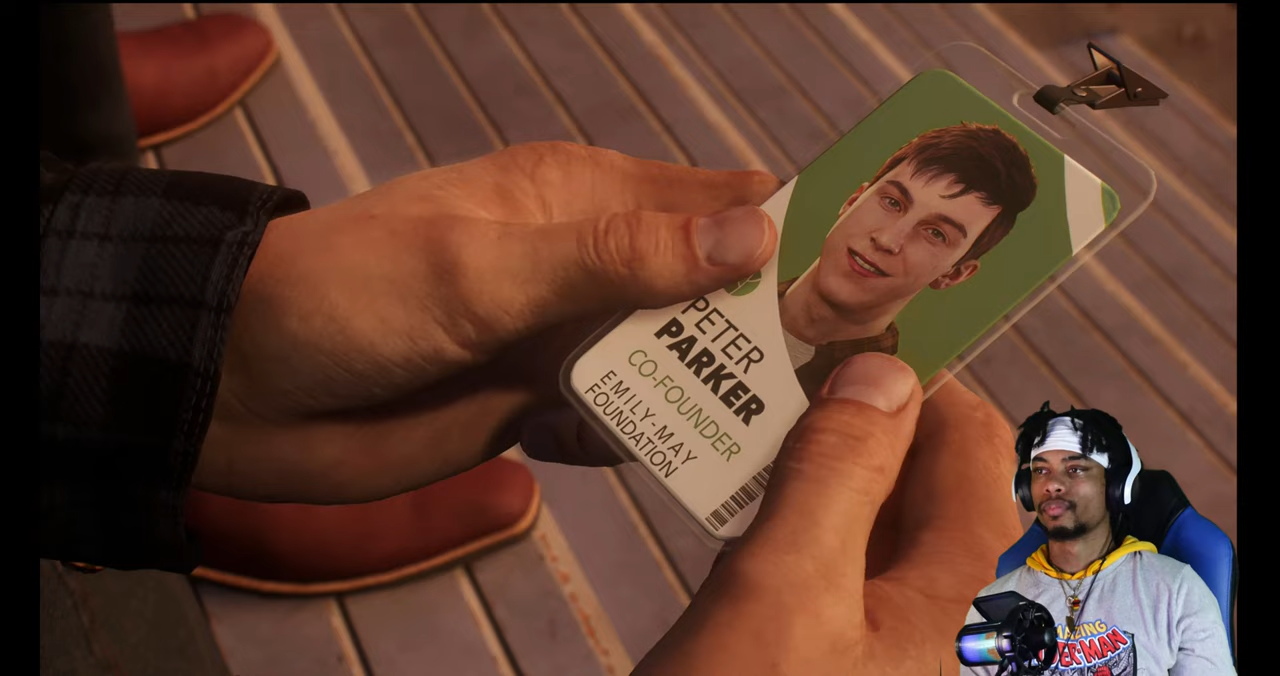 PETER
PARKER
CO-FOUNDER
EMILY-MAY
FOUNDATION